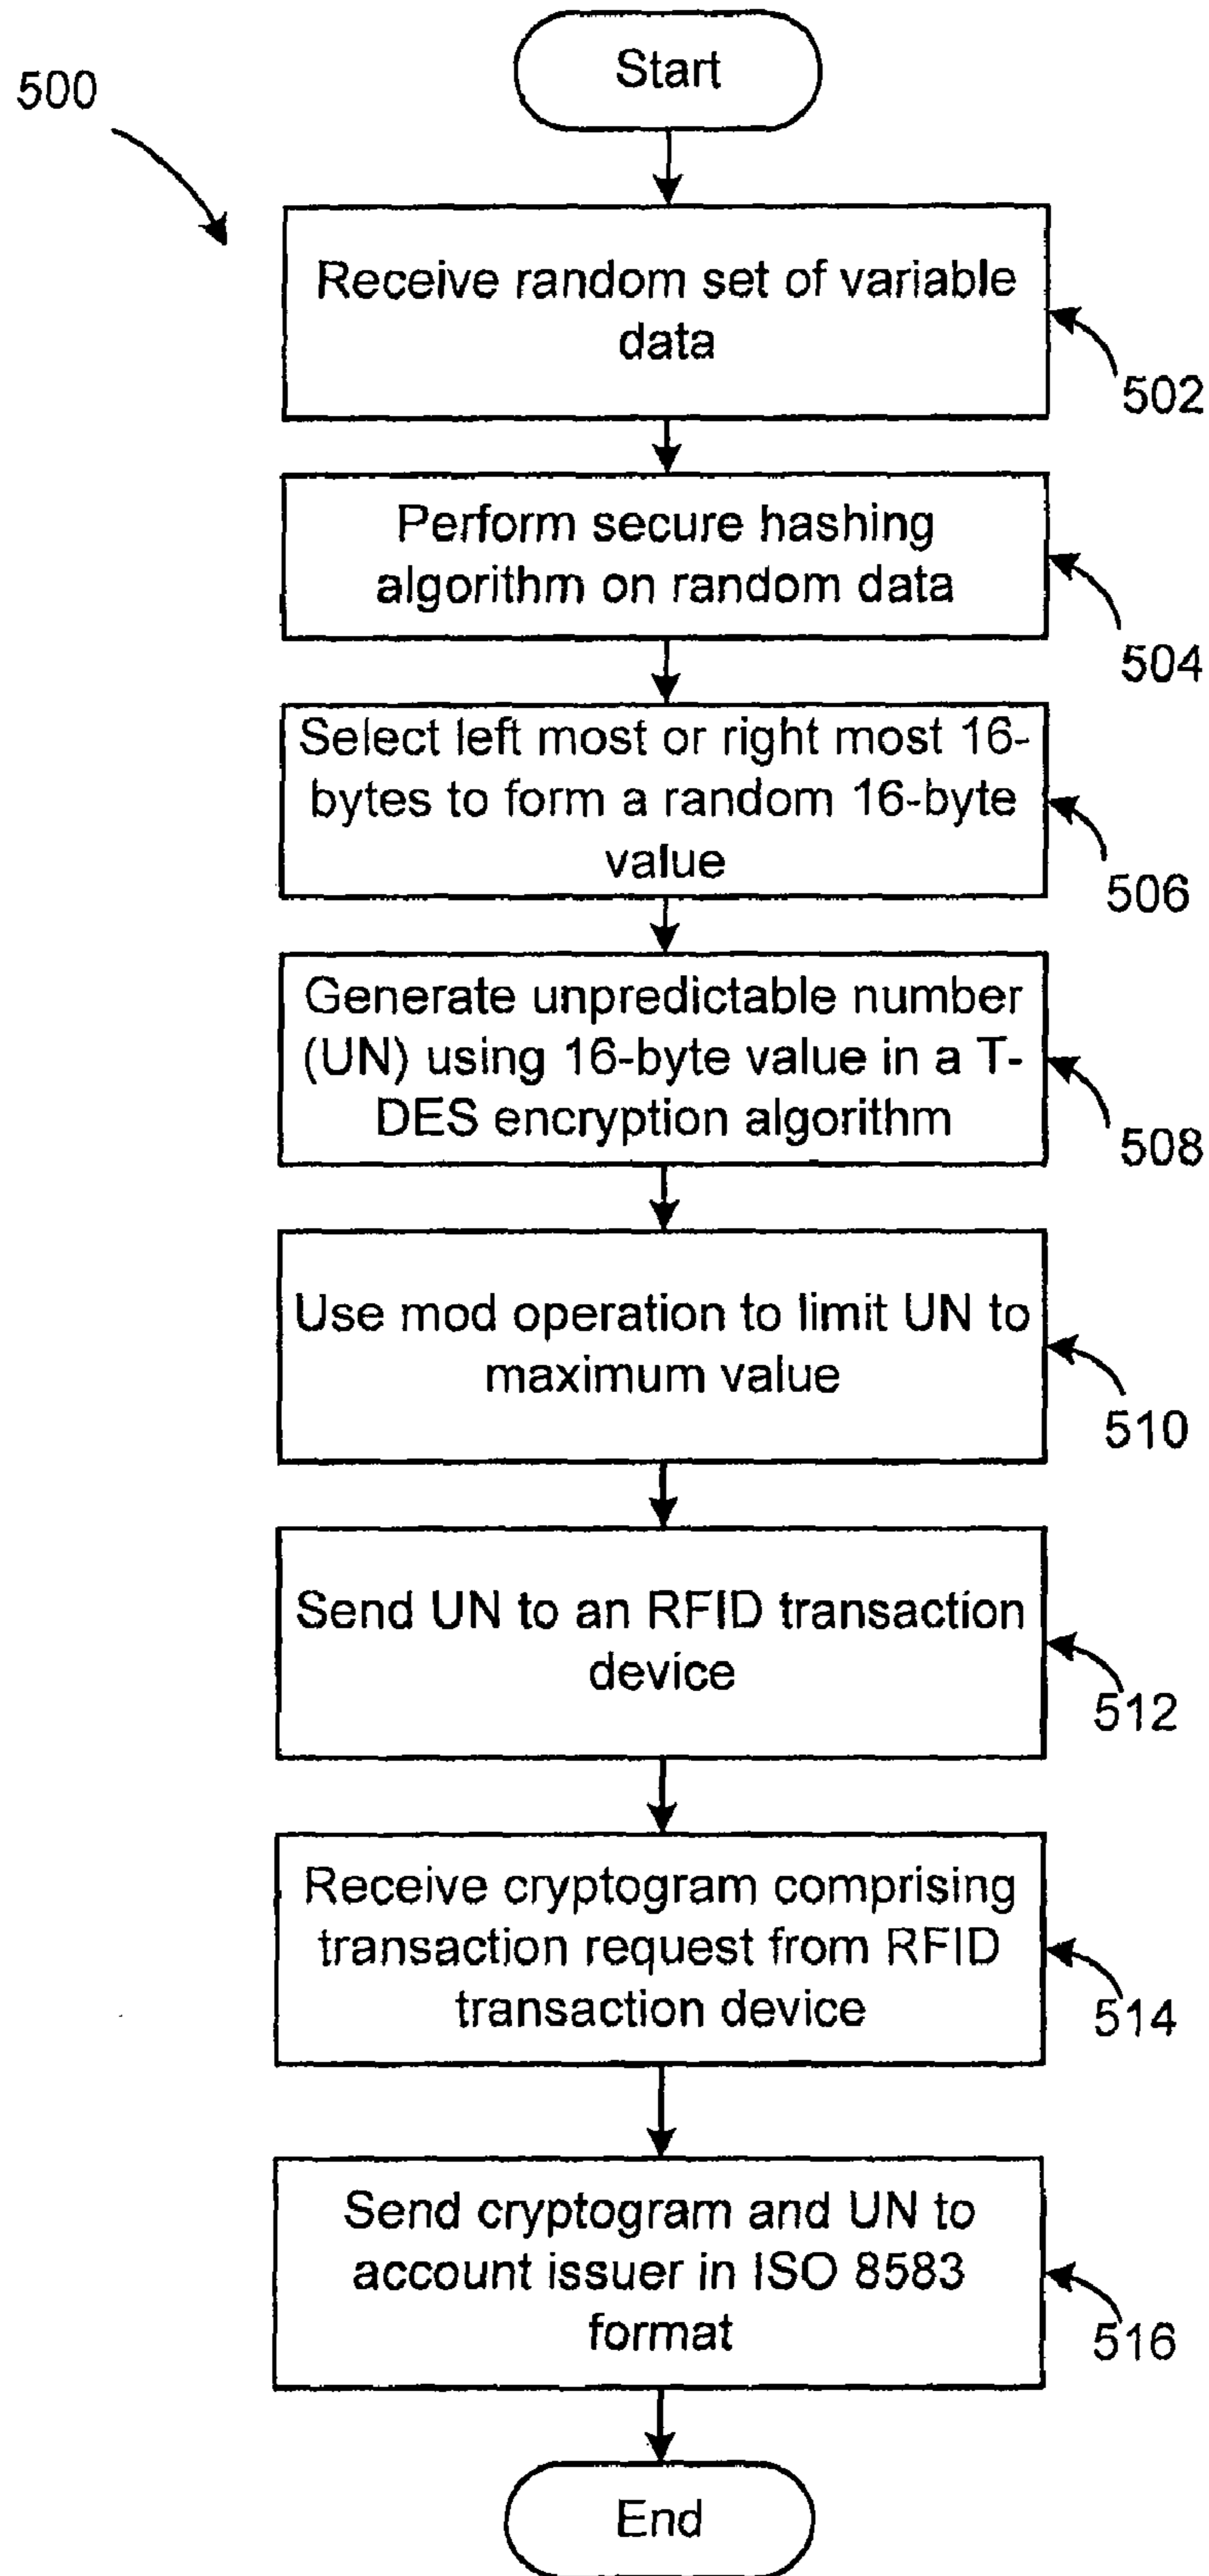 Start
500
Receive random set of variable
data
502
Perform secure hashing
algorithm on random data
504
Select left most or right most 16-
bytes to form a random 16-byte
value
506
Generate unpredictable number
(UN) using 16-byte value in a T-
DES encryption algorithm
508
Use mod operation to limit UN to
maximum value
510
Send UN to an RFID transaction
device
512
Receive cryptogram comprising
transaction request from RFID
transaction device
514
Send cryptogram and UN to
account issuer in ISO 8583
format
516
End